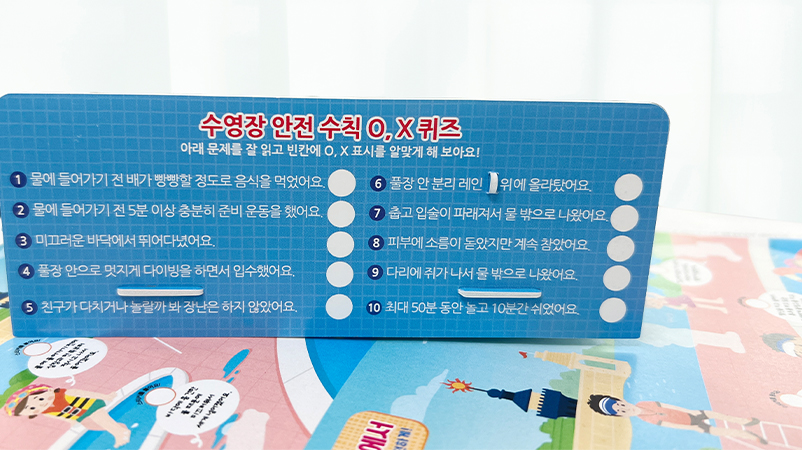 수영장 안전 수칙 O, X 퀴즈
아래 문제를 잘 읽고 빈칸에 O, X 표시를 알맞게 해 보아요!
1 물에 들어가기 전 배가 빵빵할 정도로 음식을 먹었어요.
2 물에 들어가기 전 5분 이상 충분히 준비 운동을 했어요.
3 미끄러운 바닥에서 뛰어다녔어요.
4 풀장 안으로 멋지게 다이빙을 하면서 입수했어요.
5 친구가 다치거나 놀랄까 봐 장난은 하지 않았어요.
6 풀장 안 분리 레인 위에 올라탔어요.
7 춥고 입술이 파래져서 물 밖으로 나왔어요.
8 피부에 소름이 돋았지만 계속 참았어요.
9 다리에 쥐가 나서 물 밖으로 나왔어요.
10 최대 50분 동안 놀고 10분간 쉬었어요.